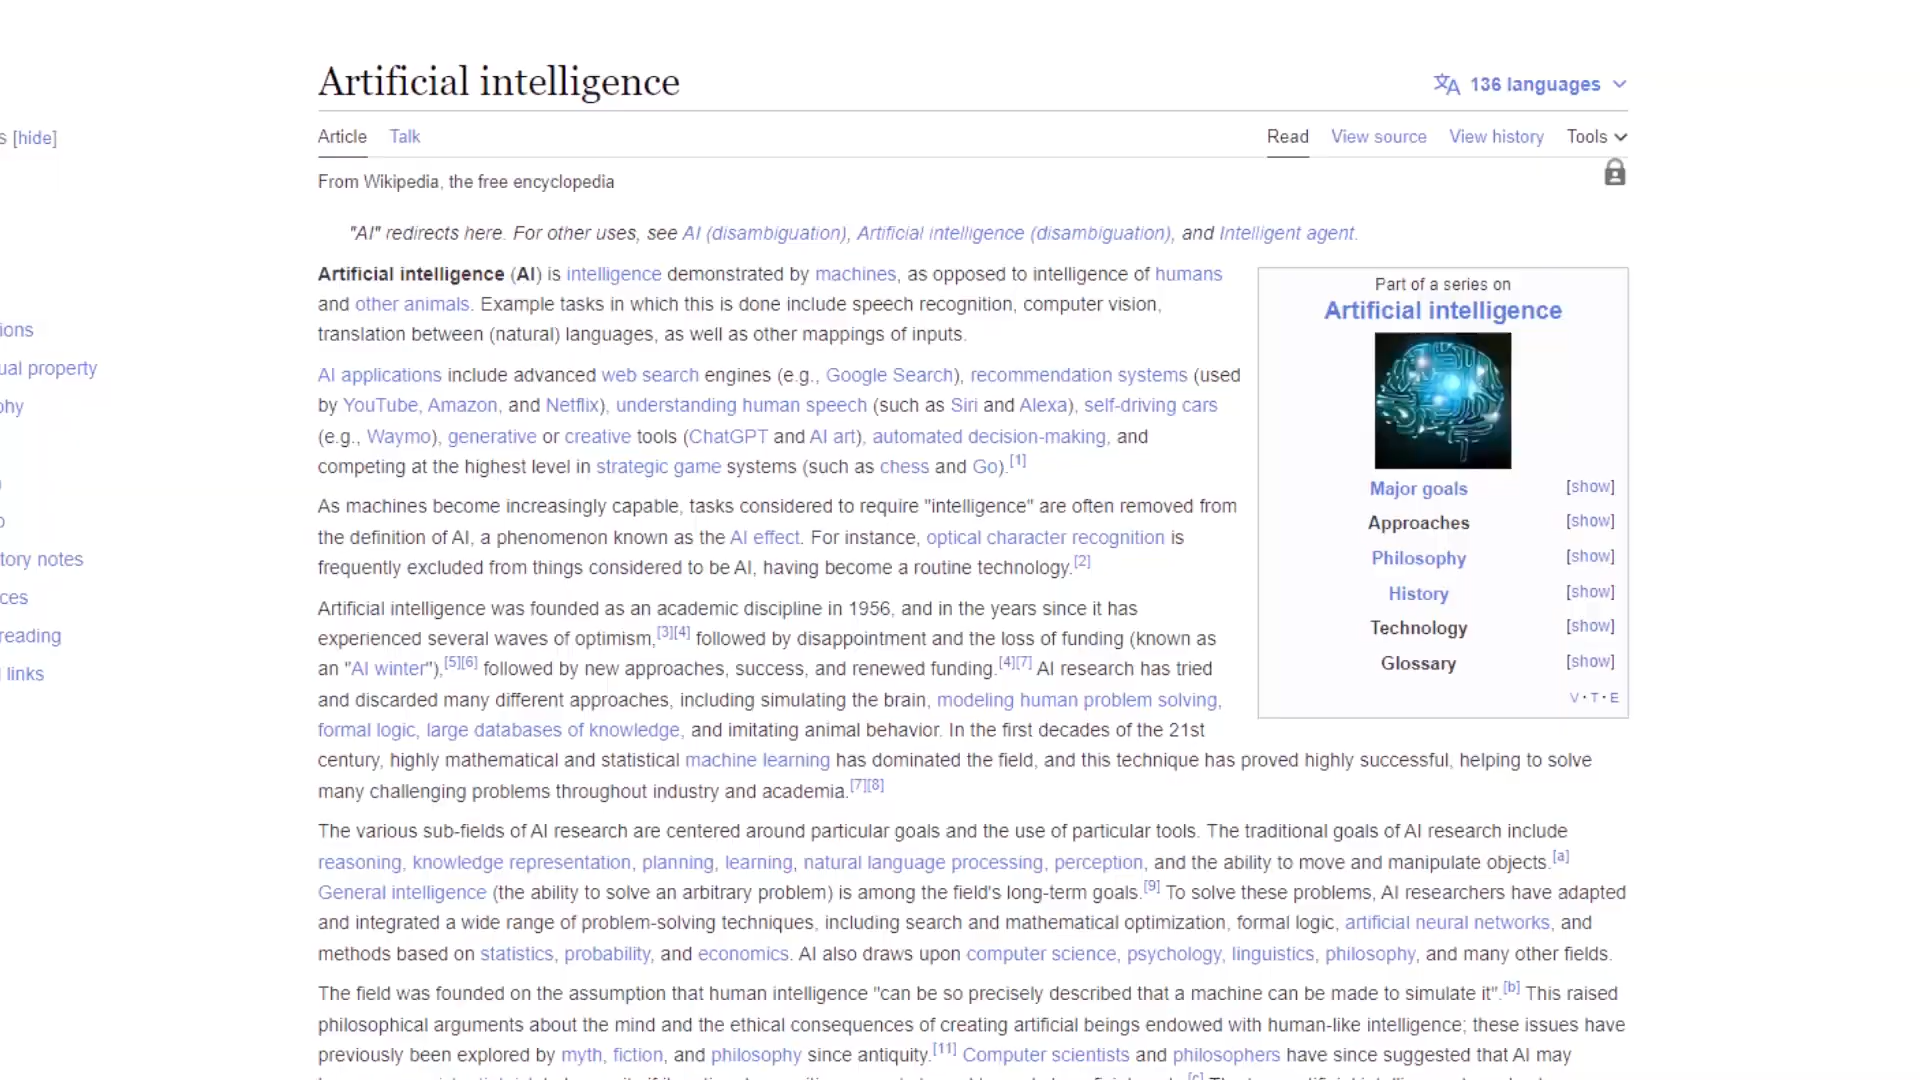 Artificial intelligence
136 languages
s [hide]
Article Talk
Read View source View history Tools
From Wikipedia, the free encyclopedia
"AI" redirects here. For other uses, see AI (disambiguation), Artificial intelligence (disambiguation), and Intelligent agent.
Artificial intelligence (AI) is intelligence demonstrated by machines, as opposed to intelligence of humans
and other animals. Example tasks in which this is done include speech recognition, computer vision,
translation between (natural) languages, as well as other mappings of inputs.
AI applications include advanced web search engines (e.g., Google Search), recommendation systems (used
by YouTube, Amazon, and Netflix), understanding human speech (such as Siri and Alexa), self-driving cars
(e.g., Waymo), generative or creative tools (ChatGPT and AI art), automated decision-making, and
competing at the highest level in strategic game systems (such as chess and Go).[1]
As machines become increasingly capable, tasks considered to require "intelligence" are often removed from
the definition of AI, a phenomenon known as the AI effect. For instance, optical character recognition is
frequently excluded from things considered to be AI, having become a routine technology.[2]
Artificial intelligence was founded as an academic discipline in 1956, and in the years since it has
experienced several waves of optimism,[3][4] followed by disappointment and the loss of funding (known as
an "AI winter"),[5][6] followed by new approaches, success, and renewed funding.[4][7] AI research has tried
and discarded many different approaches, including simulating the brain, modeling human problem solving,
formal logic, large databases of knowledge, and imitating animal behavior. In the first decades of the 21st
century, highly mathematical and statistical machine learning has dominated the field, and this technique has proved highly successful, helping to solve
many challenging problems throughout industry and academia.[7][8]
The various sub-fields of AI research are centered around particular goals and the use of particular tools. The traditional goals of AI research include
reasoning, knowledge representation, planning, learning, natural language processing, perception, and the ability to move and manipulate objects.[a]
General intelligence (the ability to solve an arbitrary problem) is among the field's long-term goals.[9] To solve these problems, AI researchers have adapted
and integrated a wide range of problem-solving techniques, including search and mathematical optimization, formal logic, artificial neural networks, and
methods based on statistics, probability, and economics. AI also draws upon computer science, psychology, linguistics, philosophy, and many other fields.
The field was founded on the assumption that human intelligence "can be so precisely described that a machine can be made to simulate it".[b] This raised
philosophical arguments about the mind and the ethical consequences of creating artificial beings endowed with human-like intelligence; these issues have
previously been explored by myth, fiction, and philosophy since antiquity.[11] Computer scientists and philosophers have since suggested that AI may
Part of a series on
Artificial intelligence
Major goals [show]
Approaches [show]
Philosophy [show]
History [show]
Technology [show]
Glossary [show]
V · T · E
ions
ual property
phy
o
tory notes
ces
reading
links